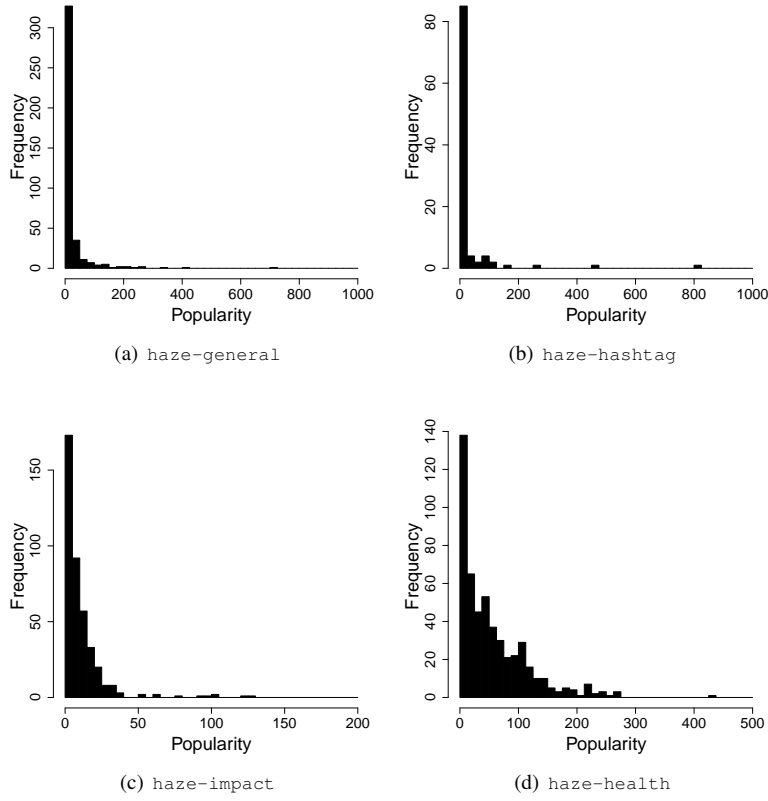 Frequency
0 50 100 150 200 250 300
0 200 400 600 800 1000
Popularity
(a) haze-general
Frequency
0 20 40 60 80
0 200 400 600 800 1000
Popularity
(b) haze-hashtag
Frequency
0 50 100 150
0 50 100 150 200
Popularity
(c) haze-impact
Frequency
0 20 40 60 80 100 120 140
0 100 200 300 400 500
Popularity
(d) haze-health